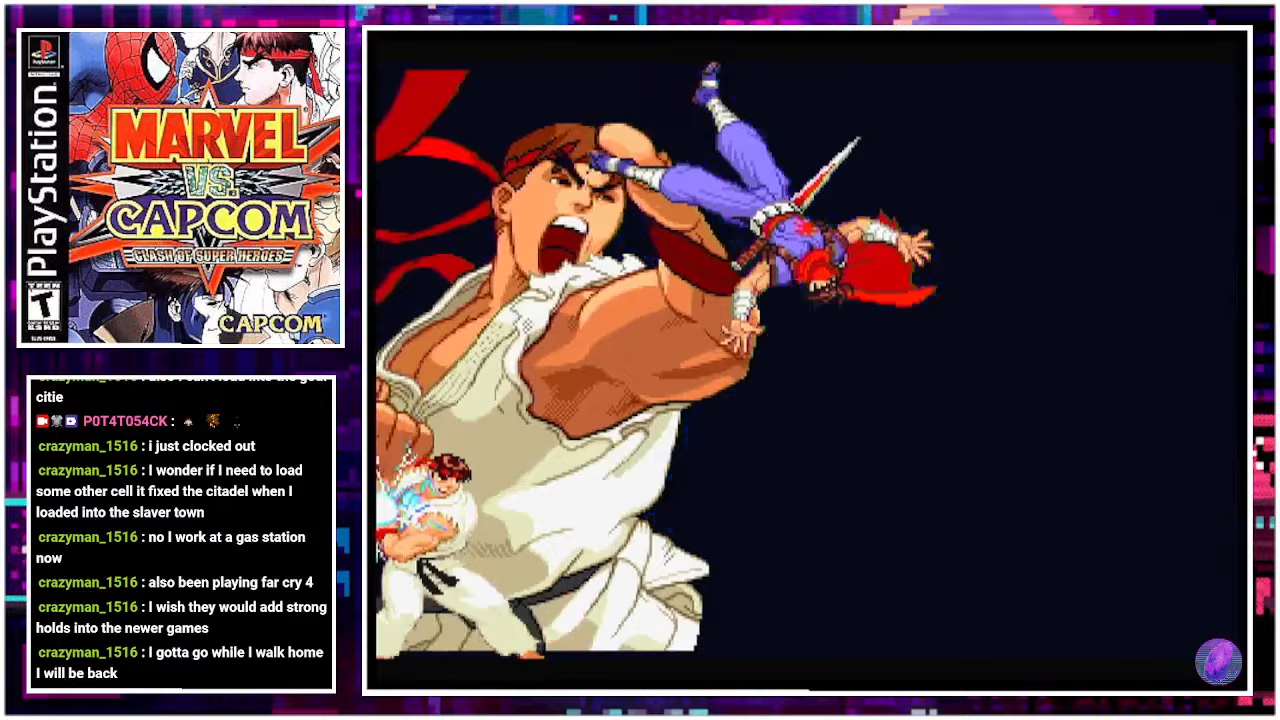 PlayStation
MARVEL
VS.
CAPCOM
CLASH OF SUPER HEROES
TEEN
T
CAPCOM
citie
P0T4T054CK :
crazyman_1516 : i just clocked out
crazyman_1516 : I wonder if I need to load
some other cell it fixed the citadel when I
loaded into the slaver town
crazyman_1516 : no I work at a gas station
now
crazyman_1516 : also been playing far cry 4
crazyman_1516 : I wish they would add strong
holds into the newer games
crazyman_1516 : I gotta go while I walk home
I will be back